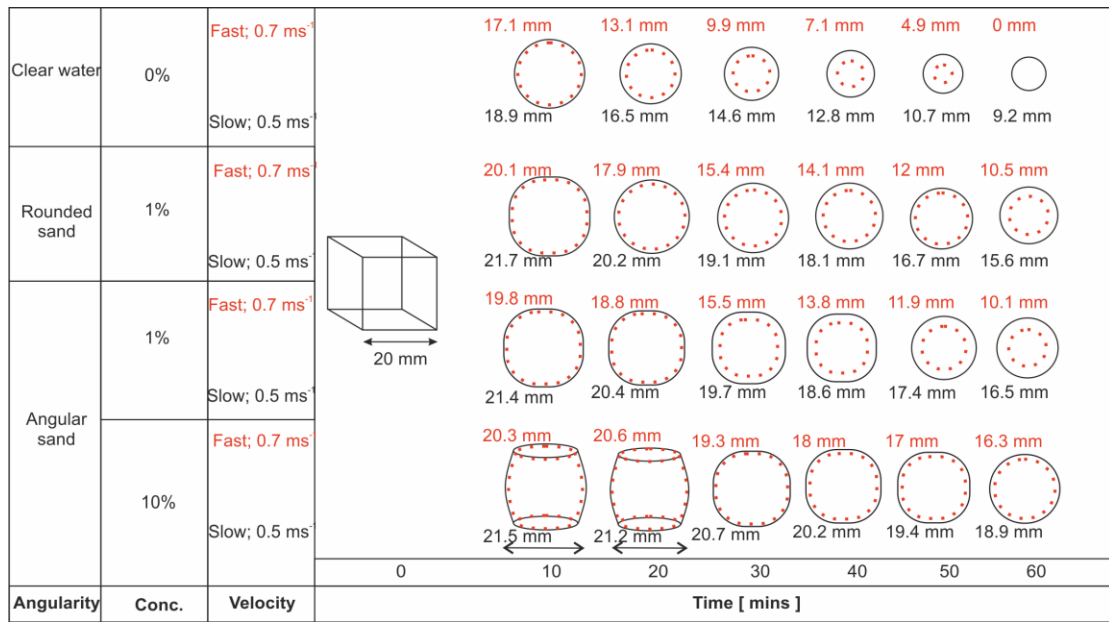 17.1 mm 13.1 mm 9.9 mm 7.1 mm 4.9 mm 0 mm
Fast; 0.7 ms⁻¹
Clear water 0%
Slow; 0.5 ms⁻¹
18.9 mm 16.5 mm 14.6 mm 12.8 mm 10.7 mm 9.2 mm
Fast; 0.7 ms⁻¹
20.1 mm 17.9 mm 15.4 mm 14.1 mm 12 mm 10.5 mm
Rounded
sand
1%
Slow; 0.5 ms⁻¹
21.7 mm 20.2 mm 19.1 mm 18.1 mm 16.7 mm 15.6 mm
Fast; 0.7 ms⁻¹
19.8 mm 18.8 mm 15.5 mm 13.8 mm 11.9 mm 10.1 mm
1%
20 mm
Slow; 0.5 ms⁻¹
21.4 mm 20.4 mm 19.7 mm 18.6 mm 17.4 mm 16.5 mm
Angular
sand
Fast; 0.7 ms⁻¹
20.3 mm 20.6 mm 19.3 mm 18 mm 17 mm 16.3 mm
10%
Slow; 0.5 ms⁻¹
21.5 mm 21.2 mm 20.7 mm 20.2 mm 19.4 mm 18.9 mm
0 10 20 30 40 50 60
Angularity Conc. Velocity Time [ mins ]